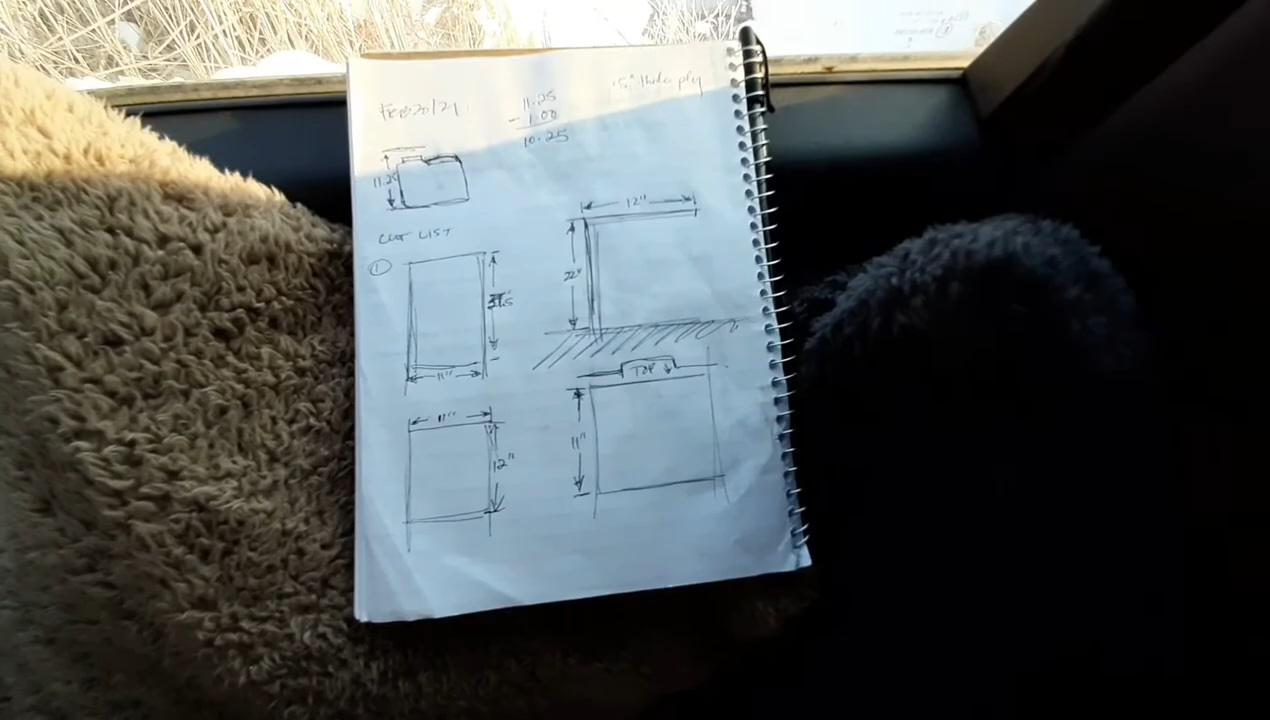 FEB 20/21
11.25
- 1.00
10.25
.5" thick ply
11.25
12"
CUT LIST
1
22"
11"
TOP
11"
11"
12"